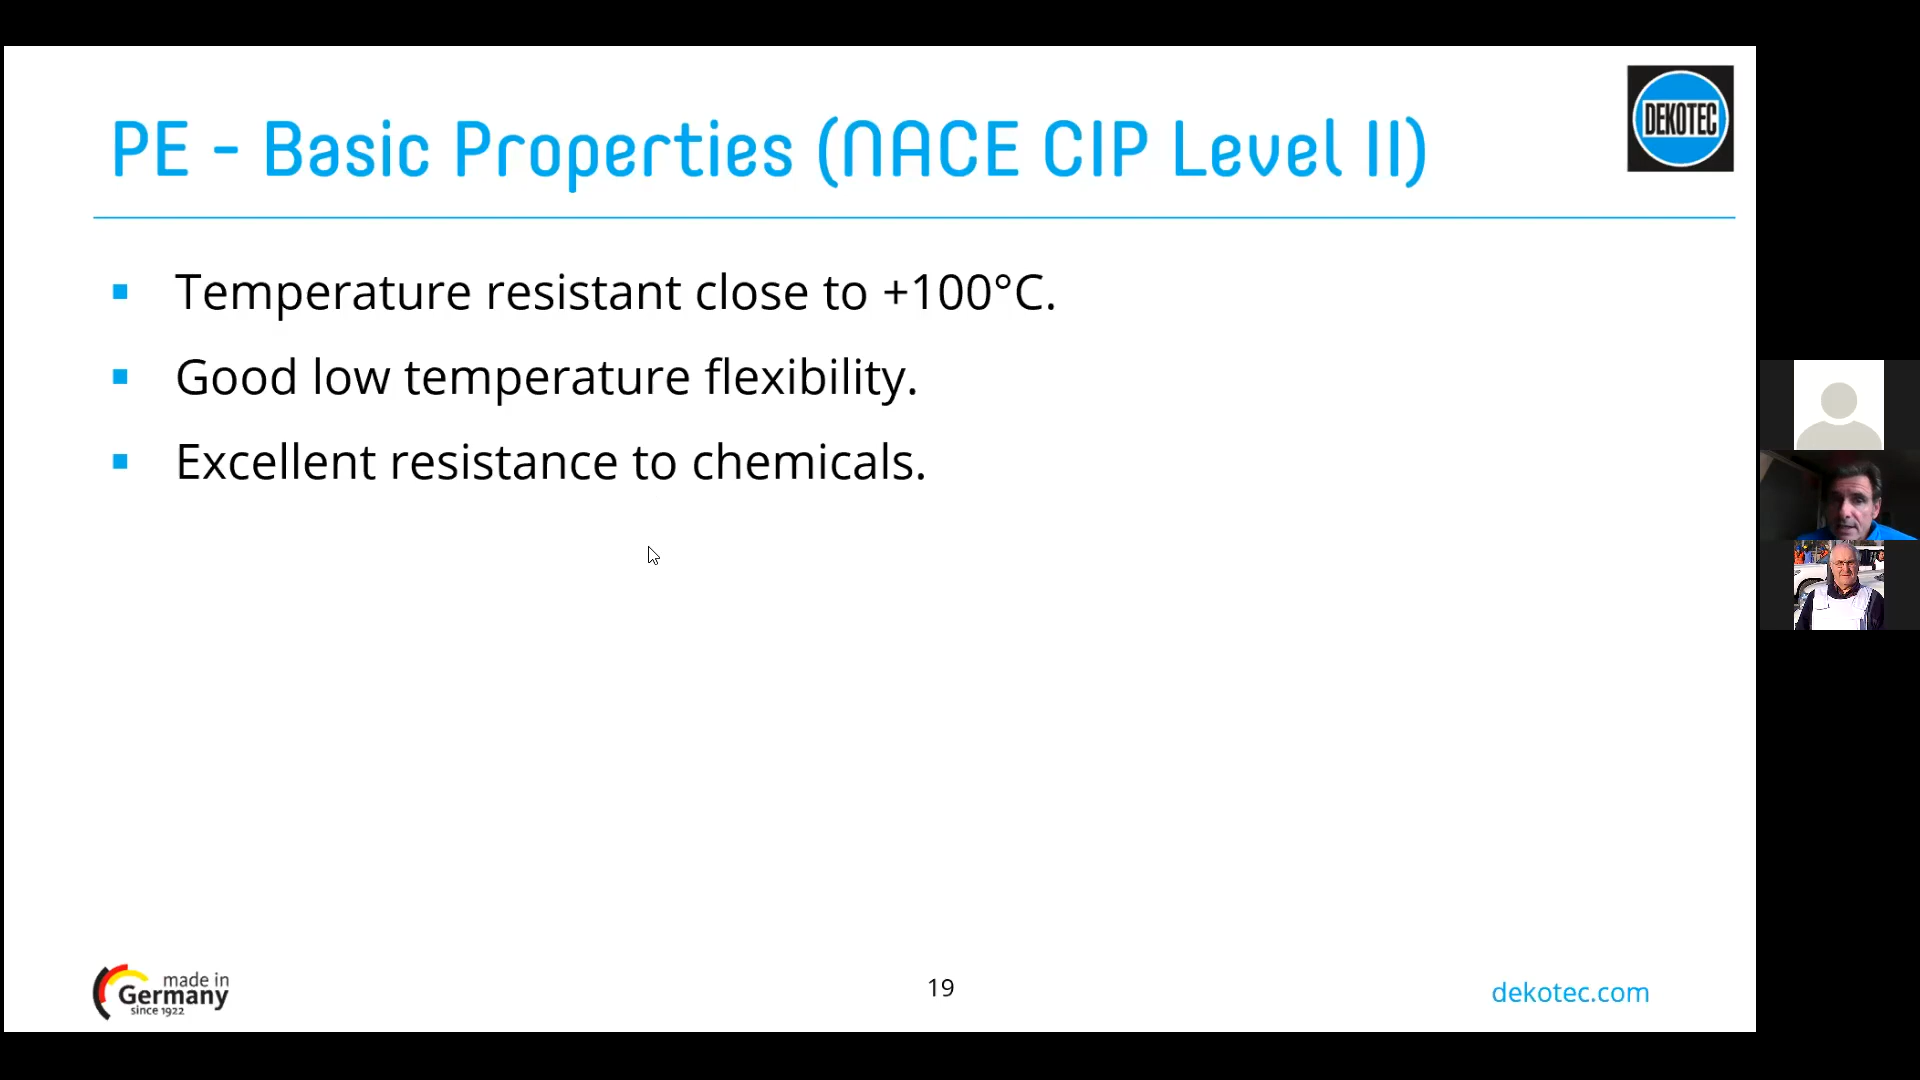 PE - Basic Properties (NACE CIP Level II)
DEKOTEC
Temperature resistant close to +100°C.
Good low temperature flexibility.
Excellent resistance to chemicals.
made in
Germany
since 1922
19
dekotec.com